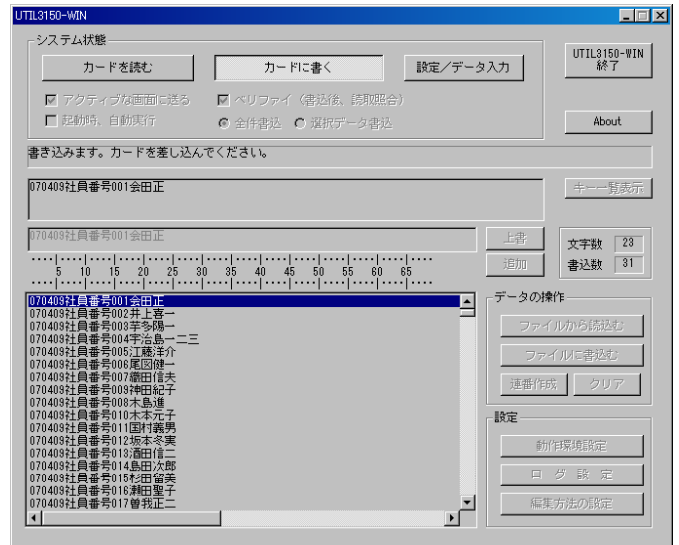 UTIL3150-WIN
システム状態
カードを読む
カードに書く
設定/データ入力
UTIL3150-WIN
終了
アクティブな画面に送る
ベリファイ(書込後、読取照合)
起動時、自動実行
全件書込
選択データ書込
About
書き込みます。カードを差し込んでください。
070409社員番号001会田正
キー一覧表示
070409社員番号001会田正
上書
追加
文字数 23
書込数 31
5 10 15 20 25 30 35 40 45 50 55 60 65
070409社員番号001会田正
070409社員番号002井上喜一
070409社員番号003芋多陽一
070409社員番号004宇治島一二三
070409社員番号005江藤洋介
070409社員番号006尾図健一
070409社員番号007織田信夫
070409社員番号009神田紀子
070409社員番号008木島進
070409社員番号010木本元子
070409社員番号011国村義男
070409社員番号012坂本冬実
070409社員番号013酒田信二
070409社員番号014島田次郎
070409社員番号015杉田留美
070409社員番号016瀬田聖子
070409社員番号017曽我正二
データの操作
ファイルから読込む
ファイルに書込む
連番作成
クリア
設定
動作環境設定
ログ設定
編集方法の設定